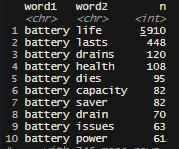 word1 word2 n
<chr> <chr> <int>
1 battery life 5910
2 battery lasts 448
3 battery drains 120
4 battery health 108
5 battery dies 95
6 battery capacity 82
7 battery saver 82
8 battery drain 70
9 battery issues 63
10 battery power 61